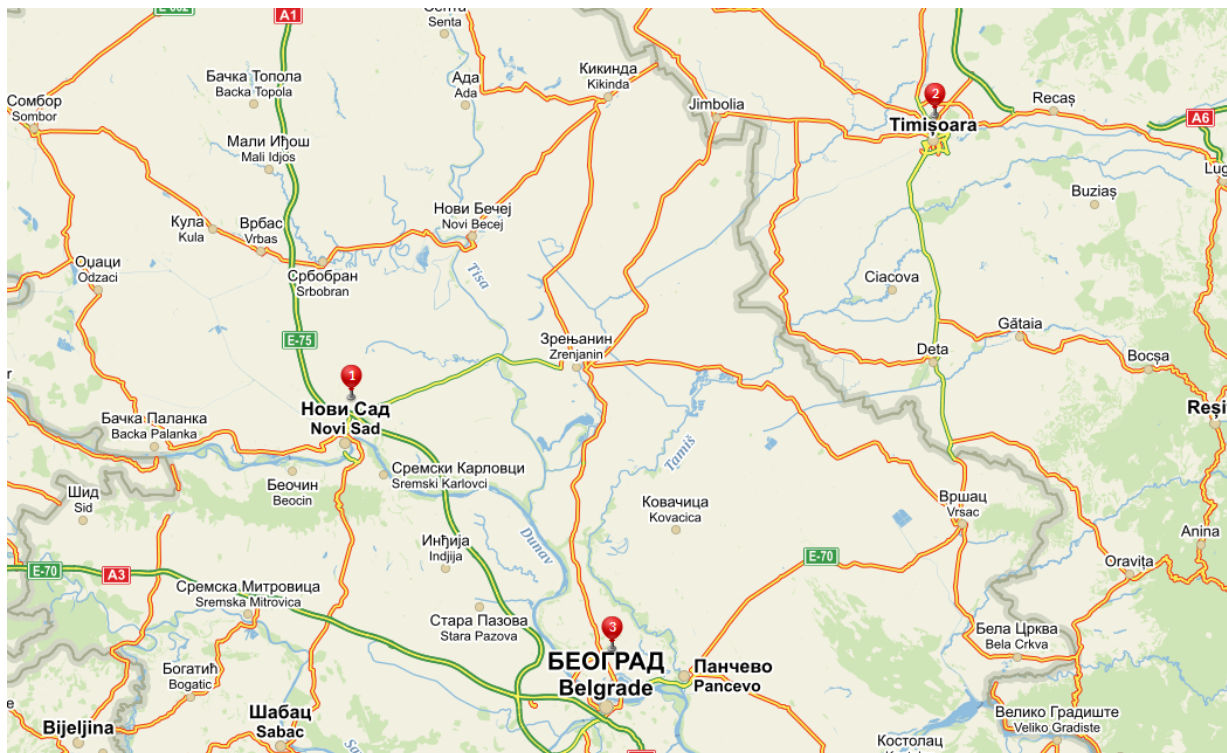 E-662
A1
Сента
Senta
Бачка Топола
Backa Topola
Ада
Ada
Кикинда
Kikinda
Jimbolia
2
Timișoara
Recaș
A6
Сомбор
Sombor
Мали Иђош
Mali Idjos
Lug
Buziaș
Кула
Kula
Врбас
Vrbas
Нови Бечеј
Novi Becej
Оџаци
Odzaci
Србобран
Srbobran
Tisa
Ciacova
E-75
Зрењанин
Zrenjanin
Gătaia
Deta
Bocșa
1
Нови Сад
Novi Sad
Бачка Паланка
Backa Palanka
Reși
Tamiš
Сремски Карловци
Sremski Karlovci
Беочин
Beocin
Шид
Sid
Ковачица
Kovacica
Вршац
Vrsac
Dunav
Инђија
Indjija
E-70
Anina
E-70
A3
Oravița
Сремска Митровица
Sremska Mitrovica
Стара Пазова
Stara Pazova
3
БЕОГРАД
Belgrade
Бела Црква
Bela Crkva
Панчево
Pancevo
Богатић
Bogatic
Шабац
Sabac
Bijeljina
Велико Градиште
Veliko Gradiste
Костолац